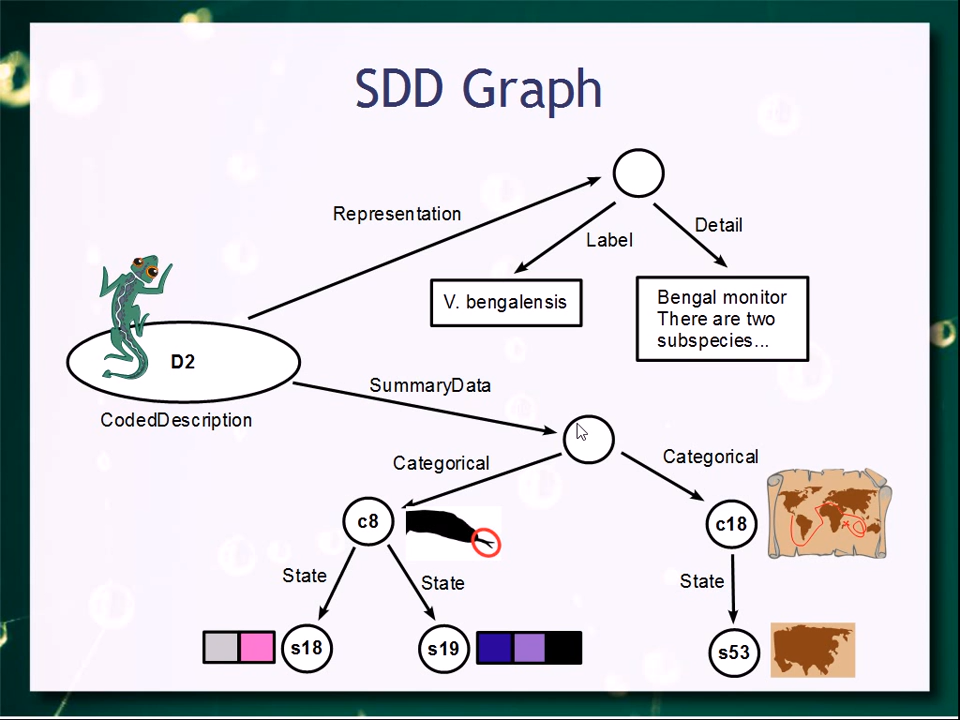 SDD Graph
Representation
Label
Detail
V. bengalensis
Bengal monitor
There are two
subspecies...
D2
CodedDescription
SummaryData
Categorical
Categorical
c8
c18
State
State
State
s18
s19
s53